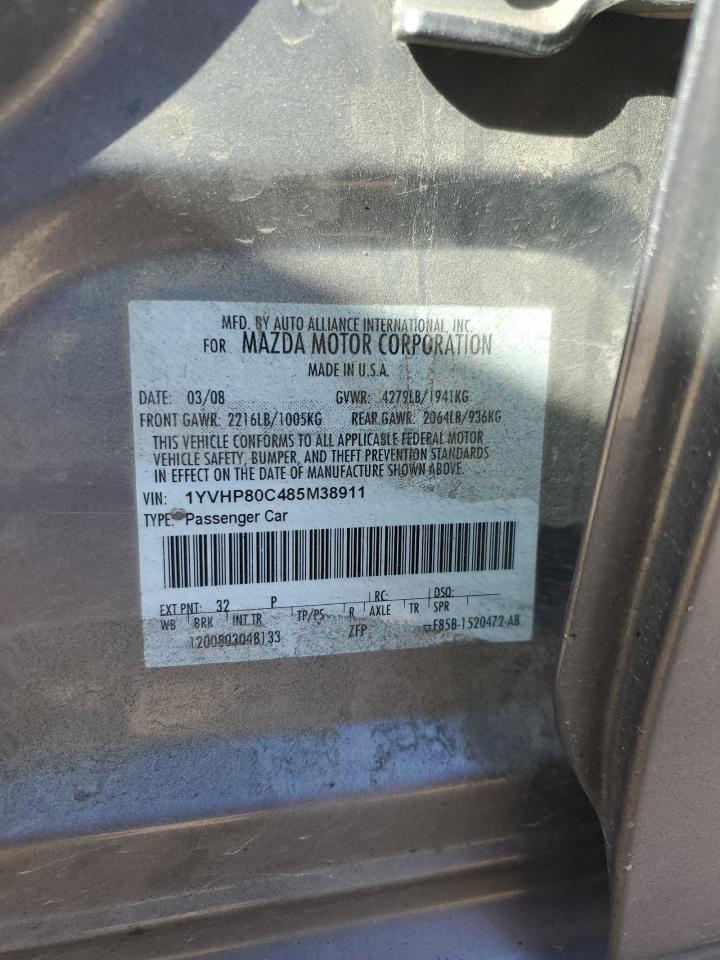 MFD. BY AUTO ALLIANCE INTERNATIONAL, INC.
FOR MAZDA MOTOR CORPORATION
MADE IN U.S.A.
DATE: 03/08 GVWR: 4279LB/1941KG
FRONT GAWR: 2216LB/1005KG REAR GAWR: 2064LB/936KG
THIS VEHICLE CONFORMS TO ALL APPLICABLE FEDERAL MOTOR
VEHICLE SAFETY, BUMPER, AND THEFT PREVENTION STANDARDS
IN EFFECT ON THE DATE OF MANUFACTURE SHOWN ABOVE.
VIN: 1YVHP80C485M38911
TYPE: Passenger Car
EXT PNT: 32 P RC: DSO:
WB BRK INT TR TP/PS R AXLE TR SPR
1200803048133 ZFP F85B-1520472-AB